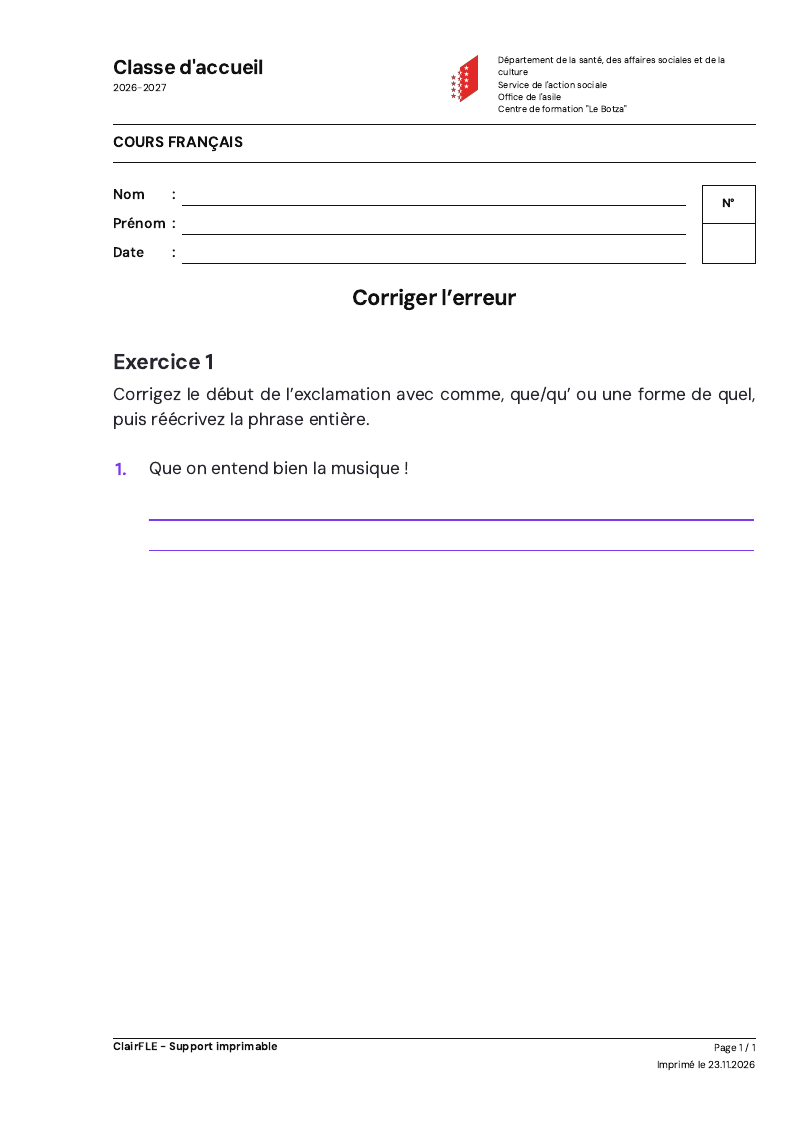 Classe d'accueil
2026-2027
Département de la santé, des affaires sociales et de la
culture
Service de l'action sociale
Office de l'asile
Centre de formation "Le Botza"
COURS FRANÇAIS
Nom :
Prénom :
Date :
N°
Corriger l’erreur
Exercice 1
Corrigez le début de l’exclamation avec comme, que/qu’ ou une forme de quel,
puis réécrivez la phrase entière.
1. Que on entend bien la musique !
ClairFLE - Support imprimable
Page 1 / 1
Imprimé le 23.11.2026